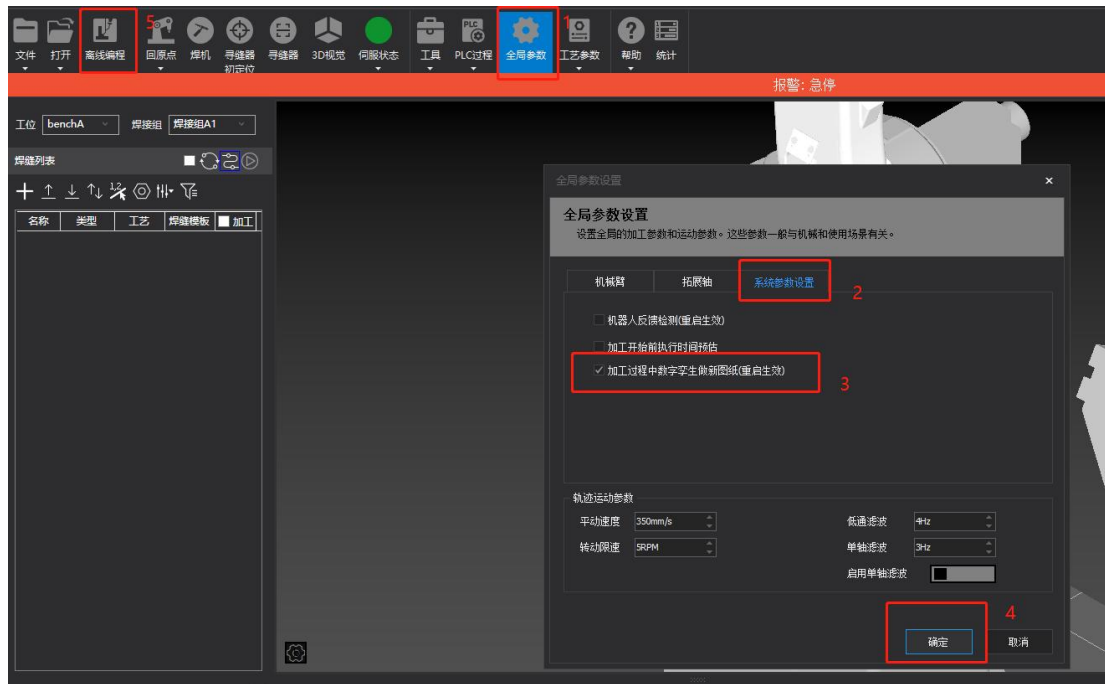 5
1
文件 打开 离线编程 回原点 焊机 寻缝器 寻缝器 3D视觉 伺服状态 工具 PLC过程 全局参数 工艺参数 帮助 统计
初定位
PLC
报警: 急停
工位 benchA 焊接组 焊接组A1
焊缝列表
名称 类型 工艺 焊缝模板 加工
全局参数设置
全局参数设置
设置全局的加工参数和运动参数。这些参数一般与机械和使用场景有关。
机械臂 拓展轴 系统参数设置
2
机器人反馈检测(重启生效)
加工开始前执行时间预估
加工过程中数字孪生做新图纸(重启生效)
3
轨迹运动参数
平动速度 350mm/s 低通滤波 4Hz
转动限速 5RPM 单轴滤波 3Hz
启用单轴滤波
4
确定 取消